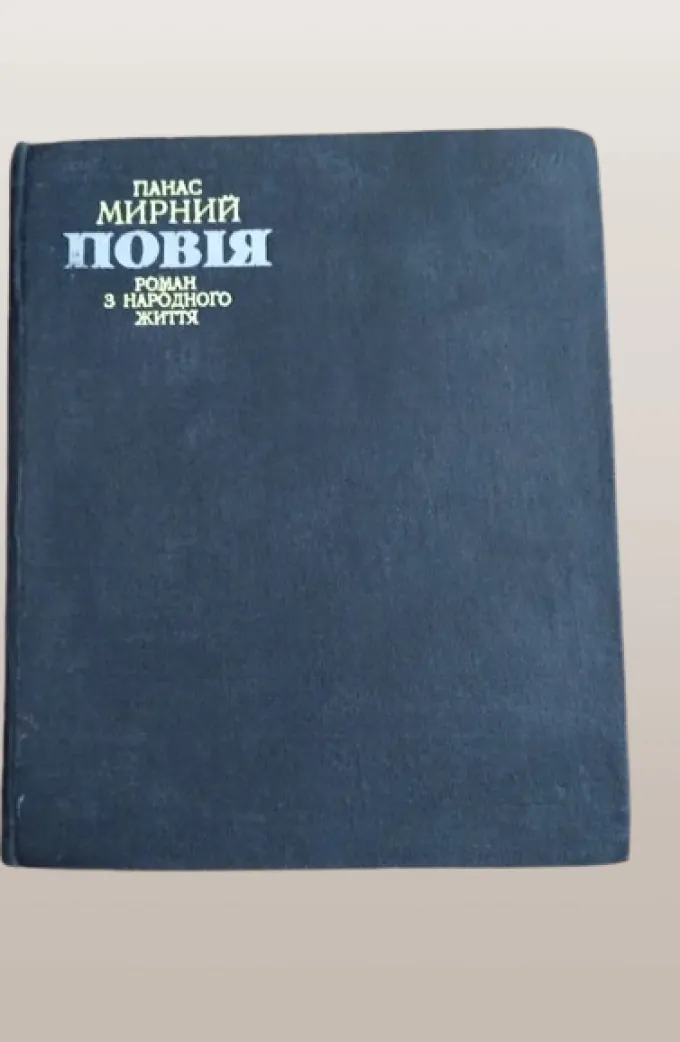 ПАНАС
МИРНИЙ
ПОВІЯ
РОМАН
З НАРОДНОГО
ЖИТТЯ